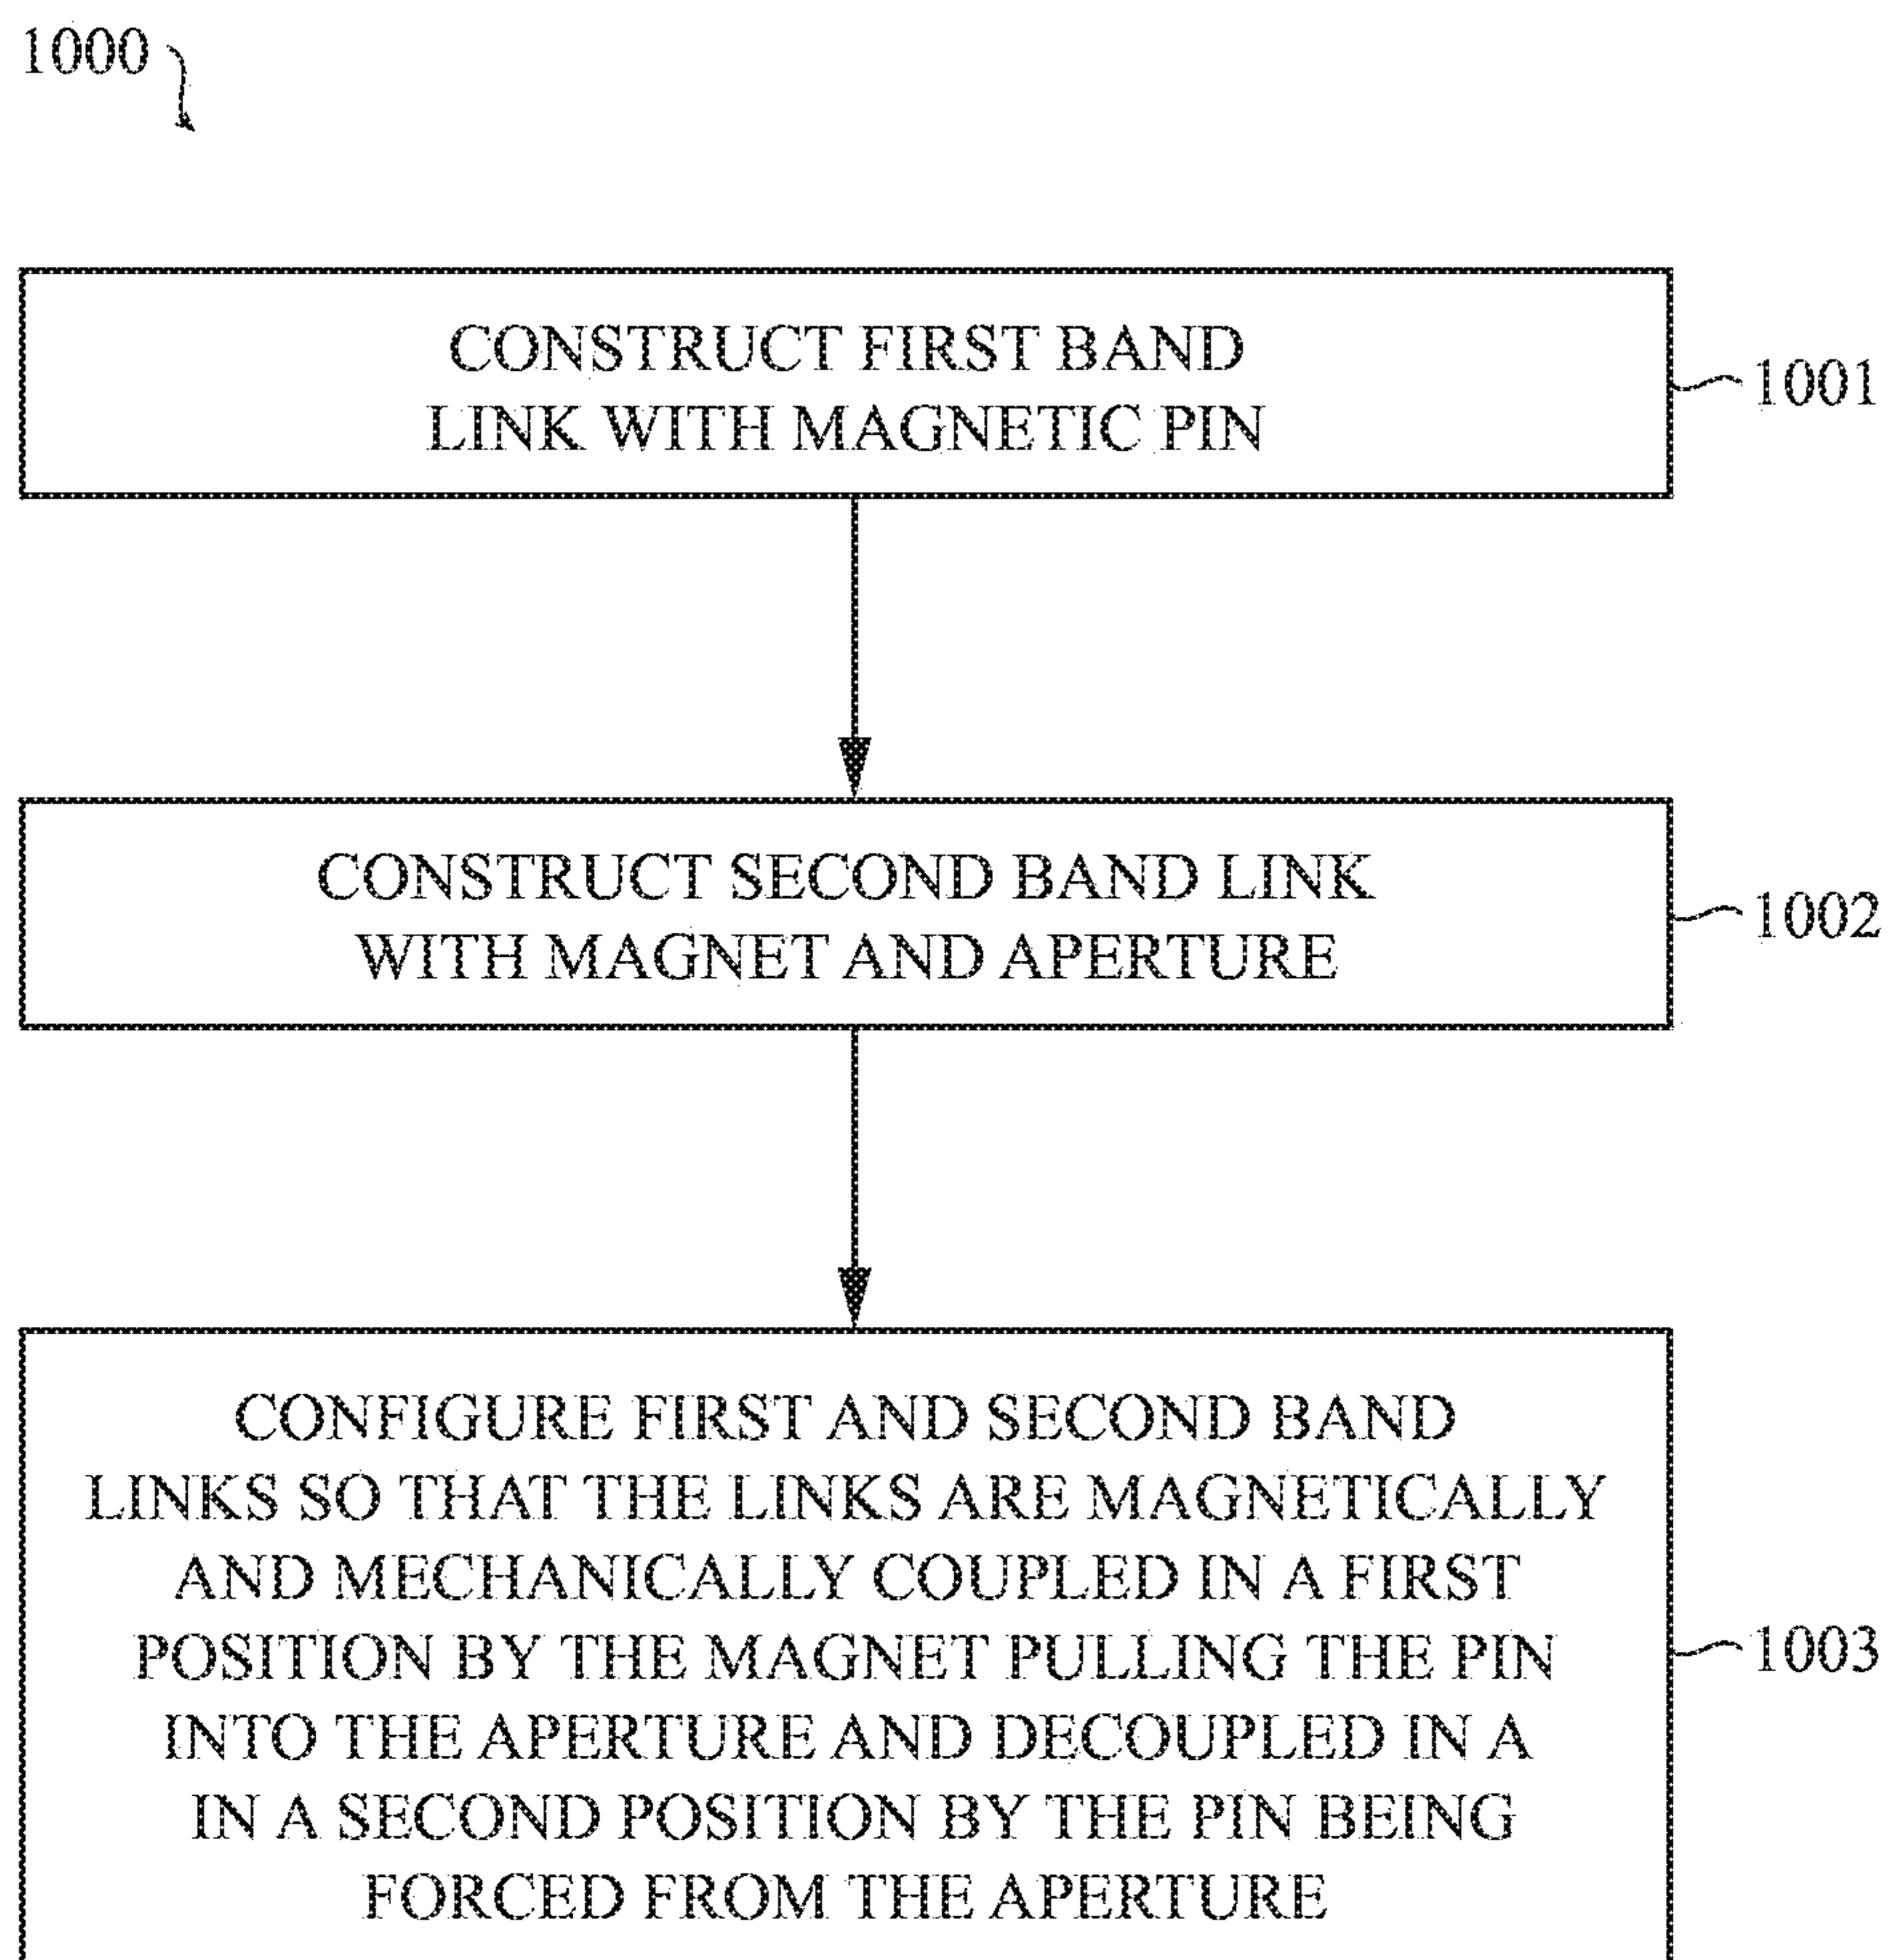 1000
CONSTRUCT FIRST BAND
LINK WITH MAGNETIC PIN
1001
CONSTRUCT SECOND BAND LINK
WITH MAGNET AND APERTURE
1002
CONFIGURE FIRST AND SECOND BAND
LINKS SO THAT THE LINKS ARE MAGNETICALLY
AND MECHANICALLY COUPLED IN A FIRST
POSITION BY THE MAGNET PULLING THE PIN
INTO THE APERTURE AND DECOUPLED IN A
IN A SECOND POSITION BY THE PIN BEING
FORCED FROM THE APERTURE
1003